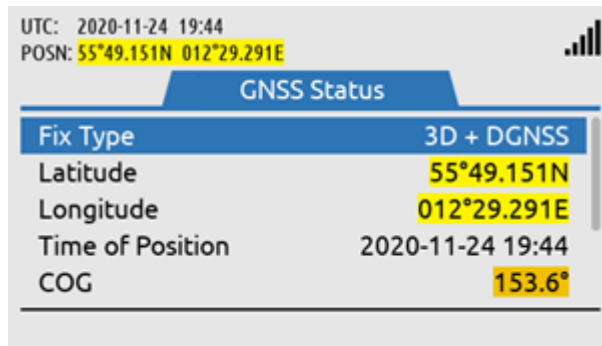 UTC: 2020-11-24 19:44
POSN: 55°49.151N 012°29.291E
GNSS Status
Fix Type 3D + DGNSS
Latitude 55°49.151N
Longitude 012°29.291E
Time of Position 2020-11-24 19:44
COG 153.6°